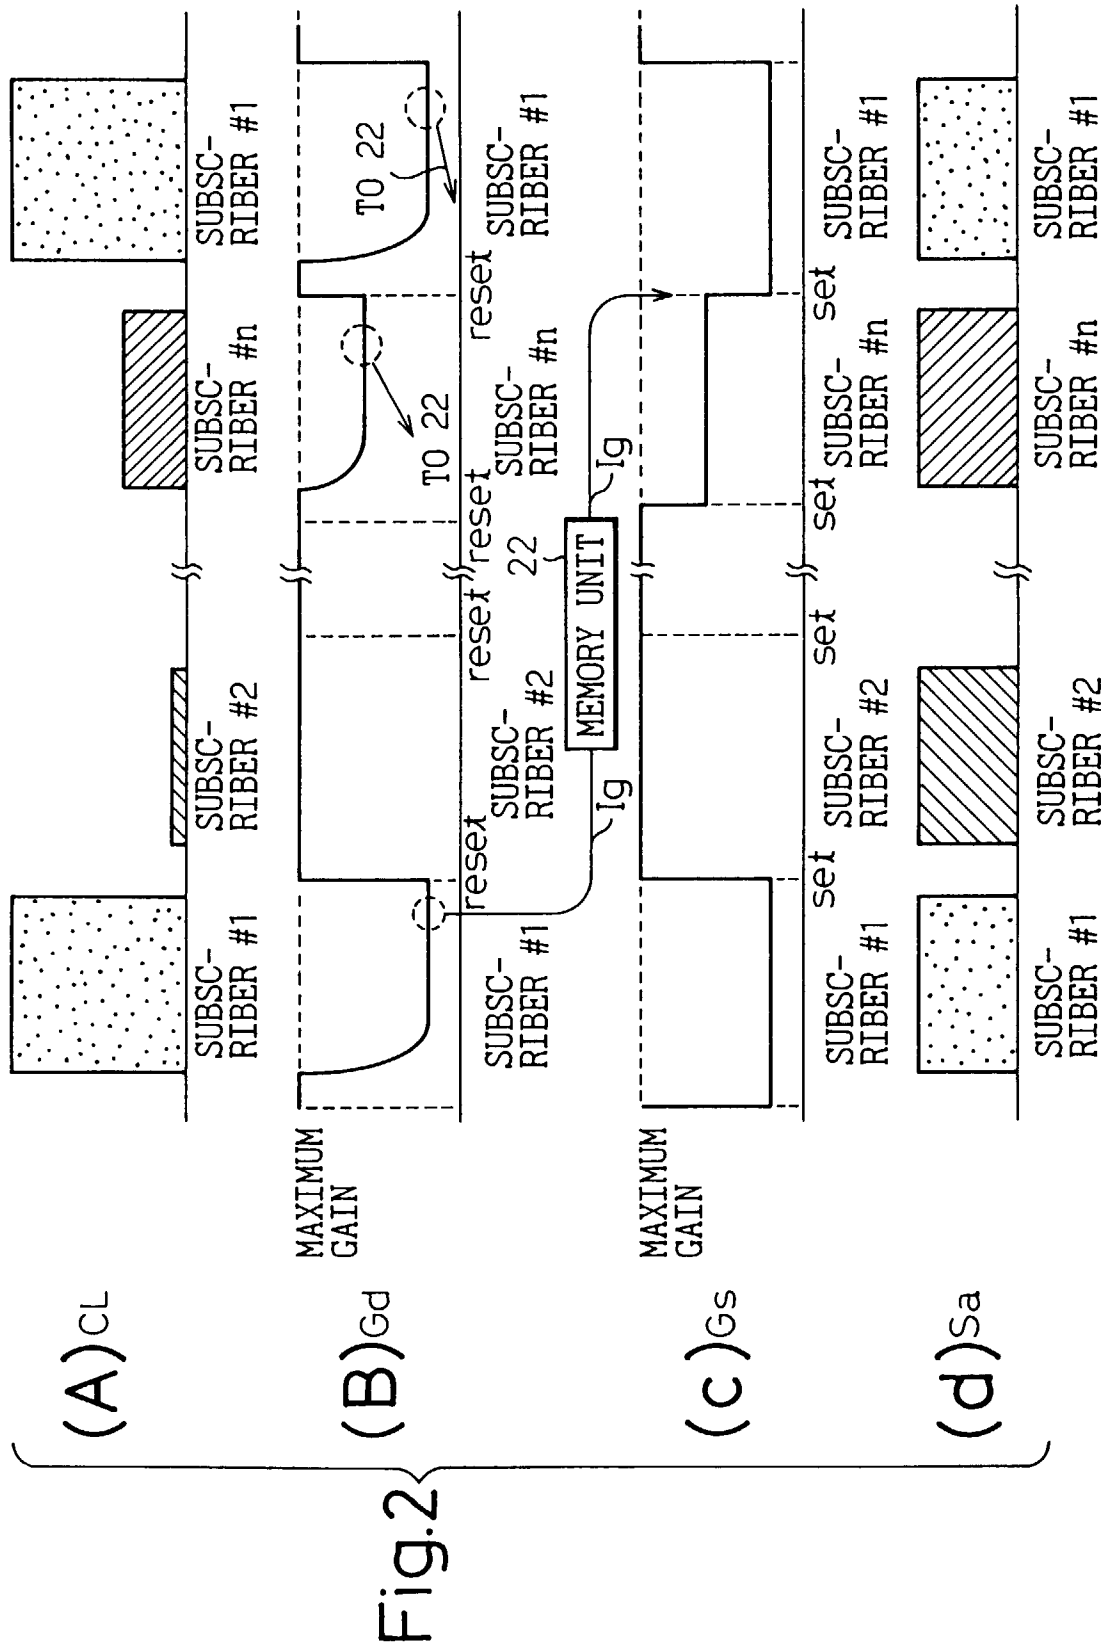 Fig.2
(A) CL
SUBSC-
RIBER #1
SUBSC-
RIBER #2
SUBSC-
RIBER #n
SUBSC-
RIBER #1
(B) Gd
MAXIMUM
GAIN
TO 22
TO 22
reset
reset
reset
reset
SUBSC-
RIBER #1
SUBSC-
RIBER #2
SUBSC-
RIBER #n
SUBSC-
RIBER #1
Ig
MEMORY UNIT
22
Ig
(c) Gs
MAXIMUM
GAIN
set
set
set
set
SUBSC-
RIBER #1
SUBSC-
RIBER #2
SUBSC-
RIBER #n
SUBSC-
RIBER #1
(d) Sa
SUBSC-
RIBER #1
SUBSC-
RIBER #2
SUBSC-
RIBER #n
SUBSC-
RIBER #1